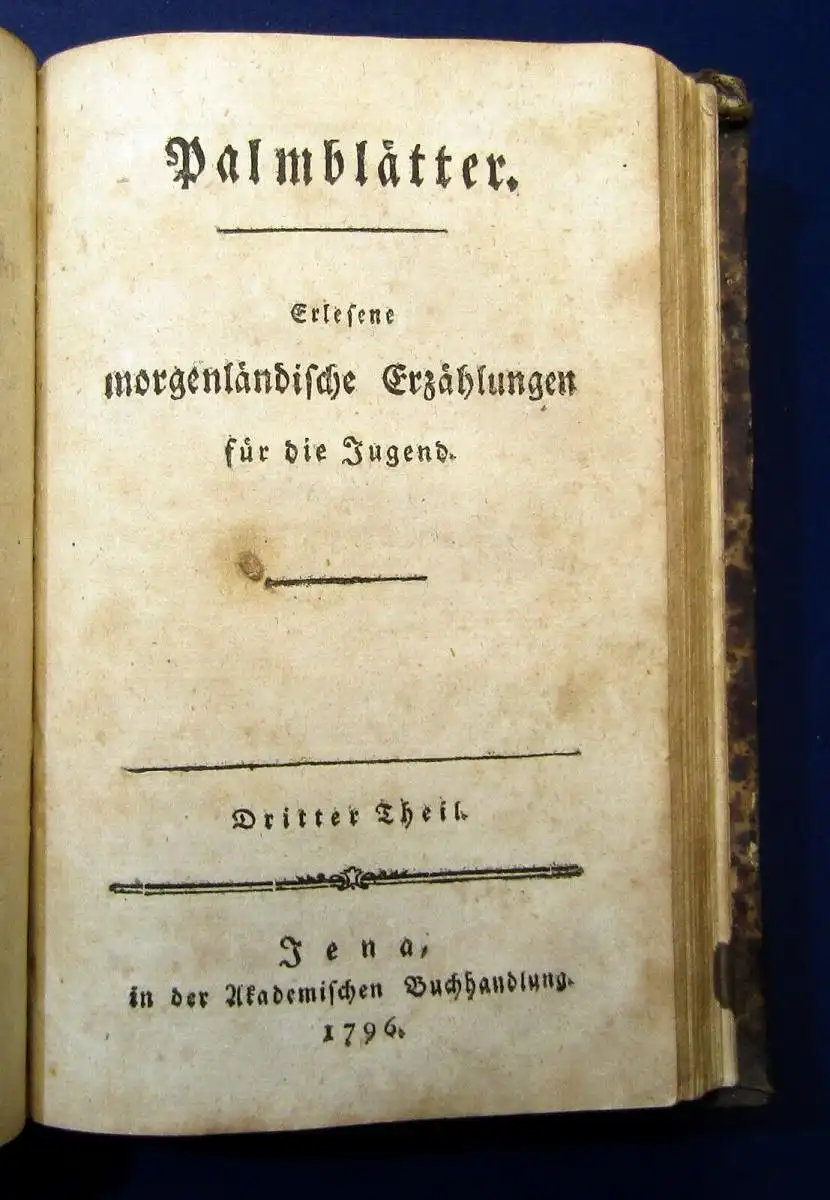 Palmblätter.
Erleſene
morgenländiſche Erzählungen
für die Jugend.
Dritter Theil.
Jena,
in der Akademiſchen Buchhandlung.
1796.